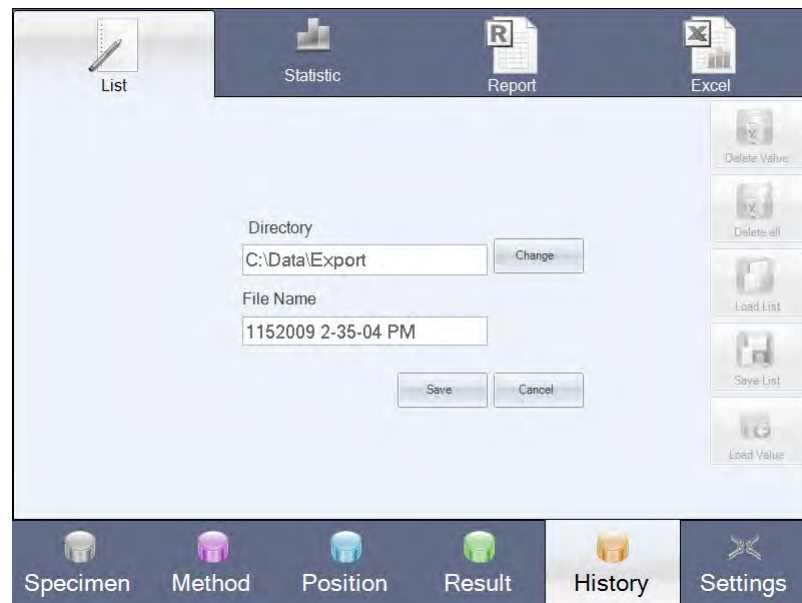 List
Statistic
R
Report
X
Excel
Delete Value
Delete all
Load List
Save List
Load Value
Directory
C:\Data\Export
Change
File Name
1152009 2-35-04 PM
Save
Cancel
Specimen
Method
Position
Result
History
Settings